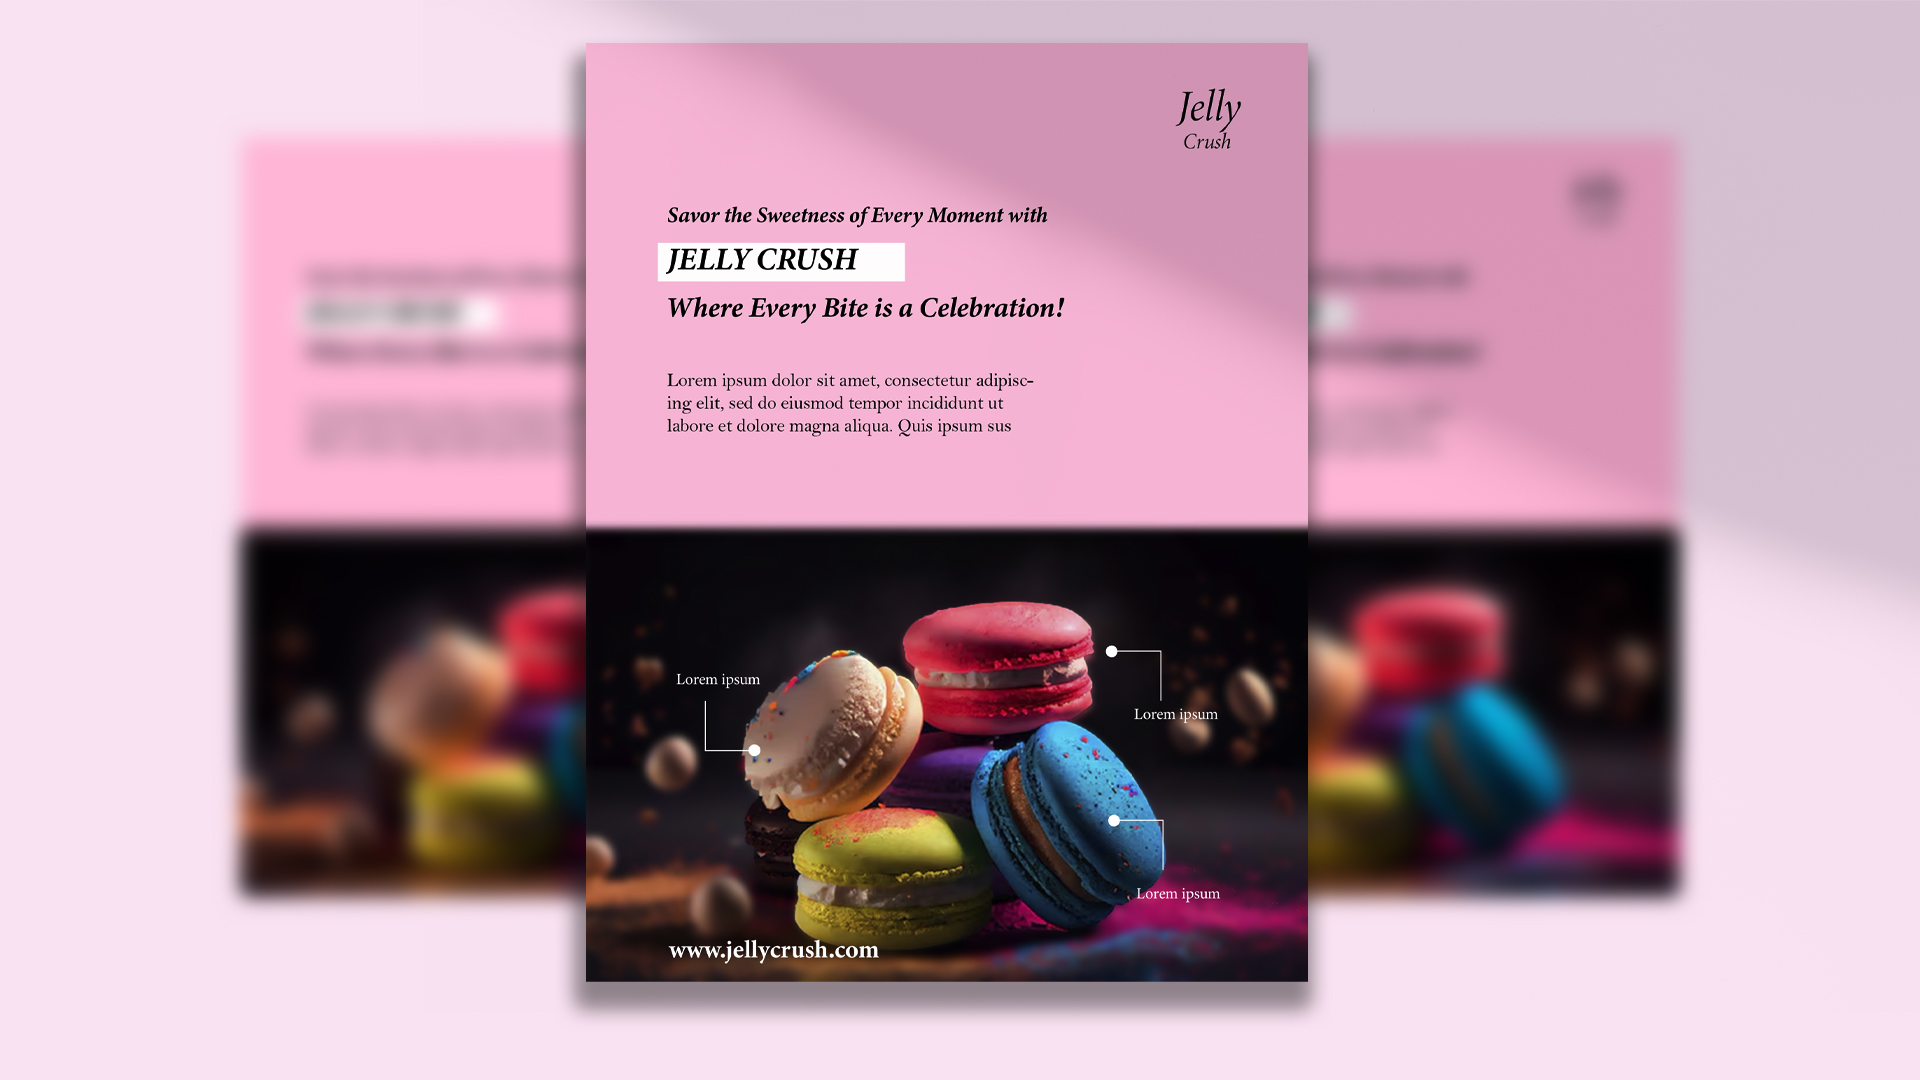 Jelly
Crush
Savor the Sweetness of Every Moment with
JELLY CRUSH
Where Every Bite is a Celebration!
Lorem ipsum dolor sit amet, consectetur adipisc-
ing elit, sed do eiusmod tempor incididunt ut
labore et dolore magna aliqua. Quis ipsum sus
Lorem ipsum
Lorem ipsum
Lorem ipsum
www.jellycrush.com